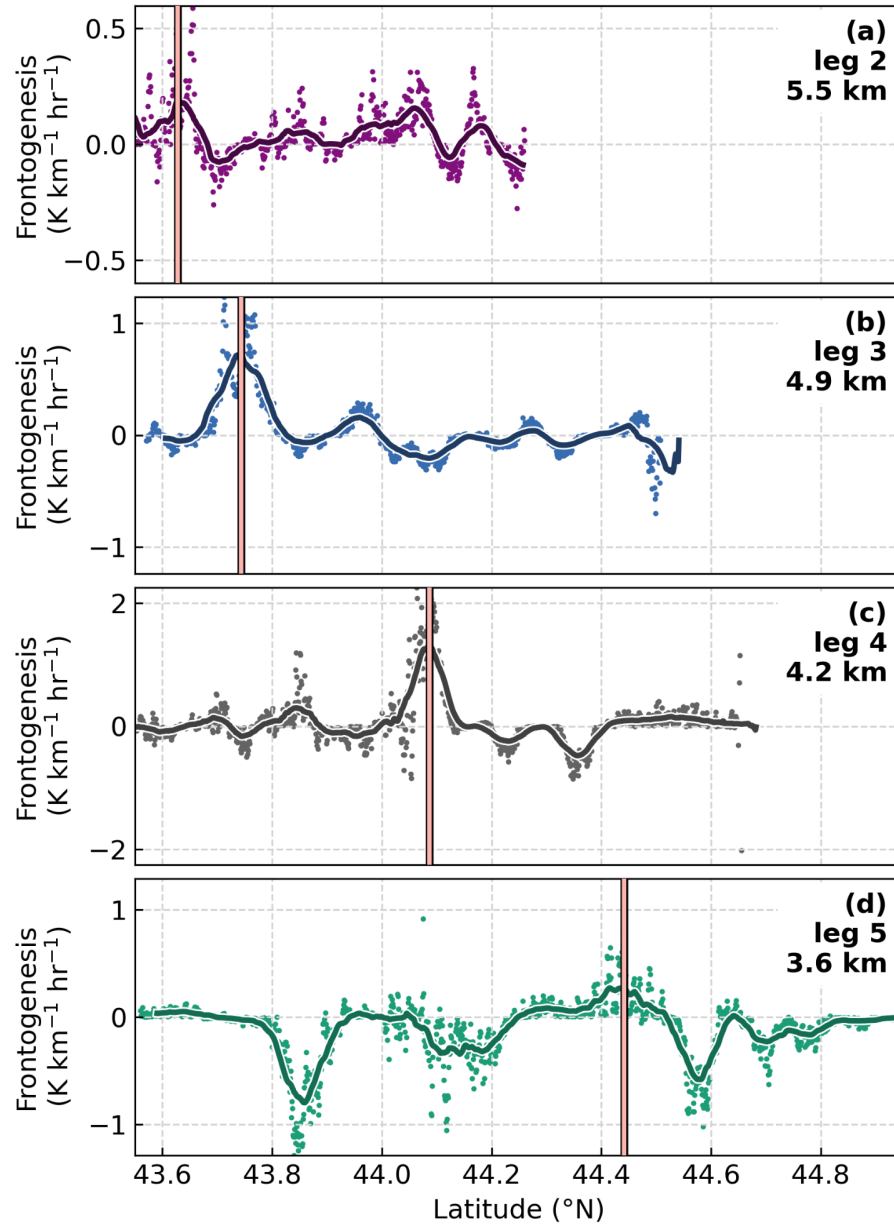 0.5
0.0
−0.5
Frontogenesis
(K km⁻¹ hr⁻¹)
(a)
leg 2
5.5 km
1
0
−1
Frontogenesis
(K km⁻¹ hr⁻¹)
(b)
leg 3
4.9 km
2
0
−2
Frontogenesis
(K km⁻¹ hr⁻¹)
(c)
leg 4
4.2 km
1
0
−1
Frontogenesis
(K km⁻¹ hr⁻¹)
(d)
leg 5
3.6 km
43.6 43.8 44.0 44.2 44.4 44.6 44.8
Latitude (°N)